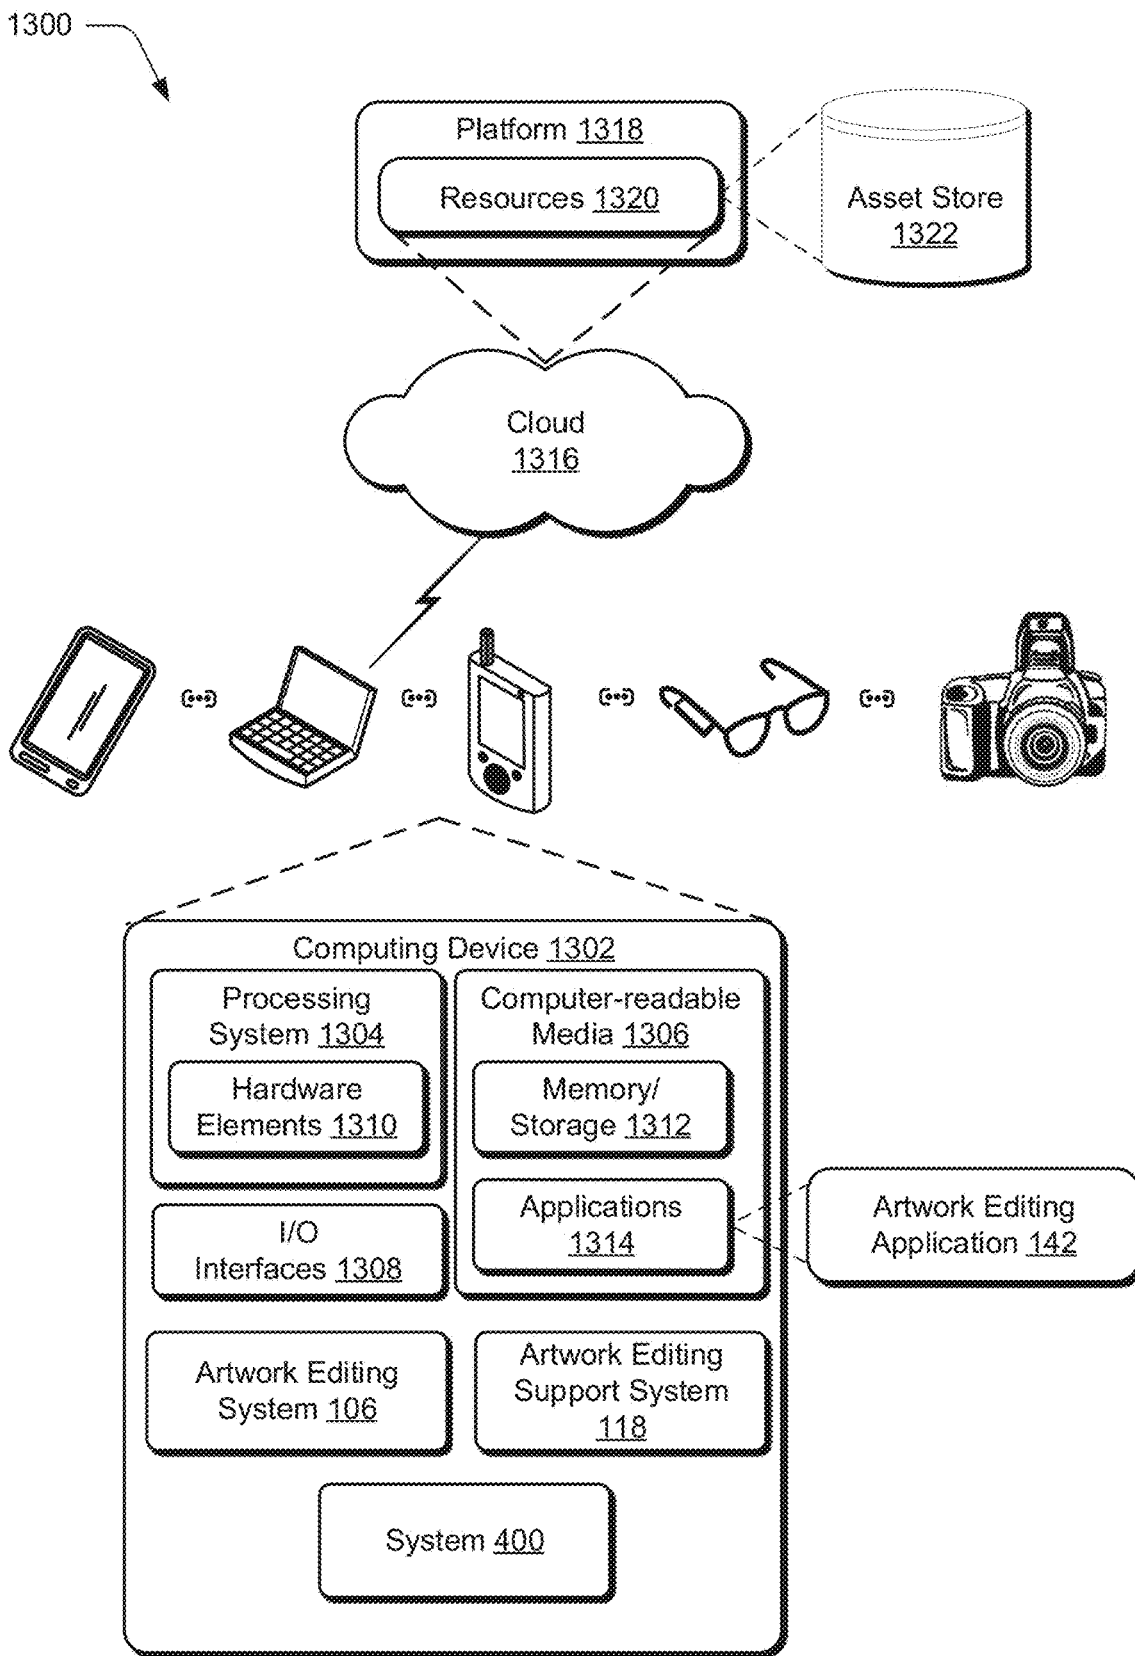 1300
Platform 1318
Resources 1320
Asset Store
1322
Cloud
1316
Computing Device 1302
Processing
System 1304
Hardware
Elements 1310
I/O
Interfaces 1308
Computer-readable
Media 1306
Memory/
Storage 1312
Applications
1314
Artwork Editing
Application 142
Artwork Editing
System 106
Artwork Editing
Support System
118
System 400